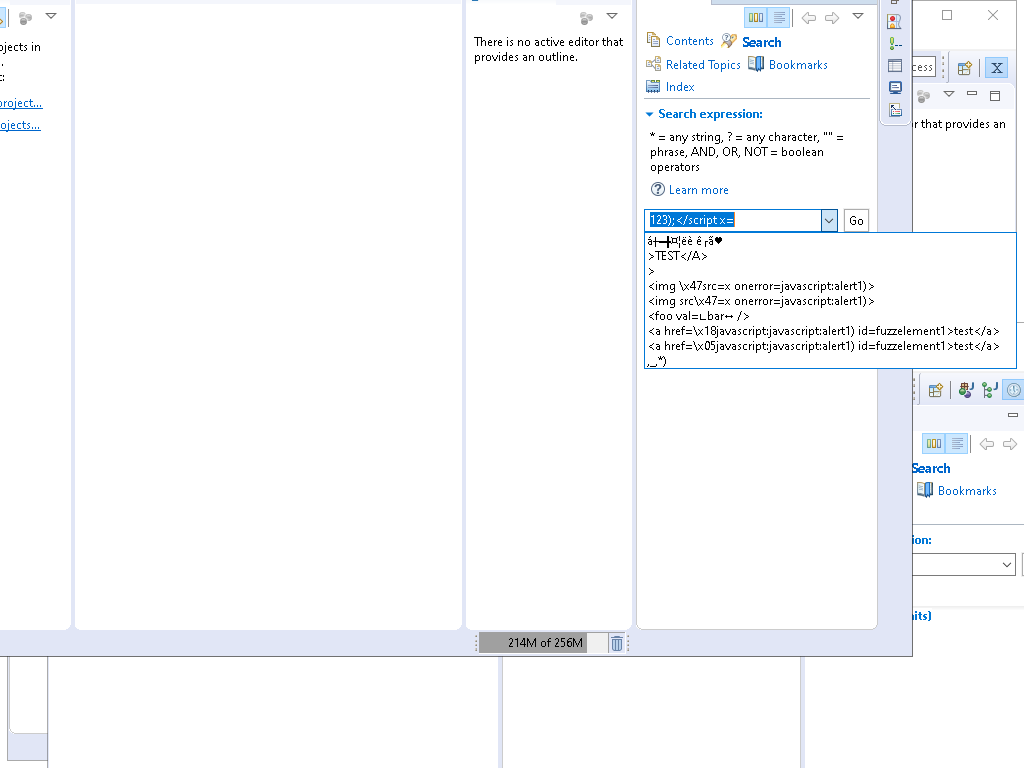 ojects in
project...
ojects...
There is no active editor that
provides an outline.
Contents
Search
Related Topics
Bookmarks
Index
Search expression:
* = any string, ? = any character, "" =
phrase, AND, OR, NOT = boolean
operators
Learn more
123);</script x=
Go
>TEST</A>
>
<img \x47src=x onerror=javascript:alert1)>
<img src\x47=x onerror=javascript:alert1)>
<foo val=∟bar↔ />
<a href=\x18javascript:javascript:alert1) id=fuzzelement1>test</a>
<a href=\x05javascript:javascript:alert1) id=fuzzelement1>test</a>
214M of 256M
cess
X
or that provides an
Search
Bookmarks
ion: